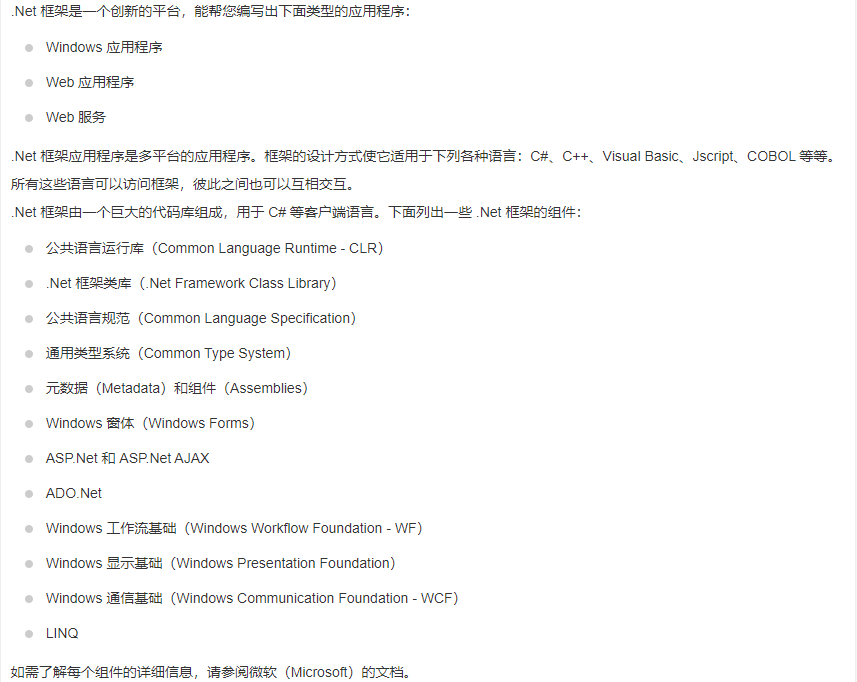 .Net 框架是一个创新的平台，能帮您编写出下面类型的应用程序：
Windows 应用程序
Web 应用程序
Web 服务
.Net 框架应用程序是多平台的应用程序。框架的设计方式使它适用于下列各种语言：C#、C++、Visual Basic、Jscript、COBOL 等等。
所有这些语言可以访问框架，彼此之间也可以互相交互。
.Net 框架由一个巨大的代码库组成，用于 C# 等客户端语言。下面列出一些 .Net 框架的组件：
公共语言运行库（Common Language Runtime - CLR）
.Net 框架类库（.Net Framework Class Library）
公共语言规范（Common Language Specification）
通用类型系统（Common Type System）
元数据（Metadata）和组件（Assemblies）
Windows 窗体（Windows Forms）
ASP.Net 和 ASP.Net AJAX
ADO.Net
Windows 工作流基础（Windows Workflow Foundation - WF）
Windows 显示基础（Windows Presentation Foundation）
Windows 通信基础（Windows Communication Foundation - WCF）
LINQ
如需了解每个组件的详细信息，请参阅微软（Microsoft）的文档。